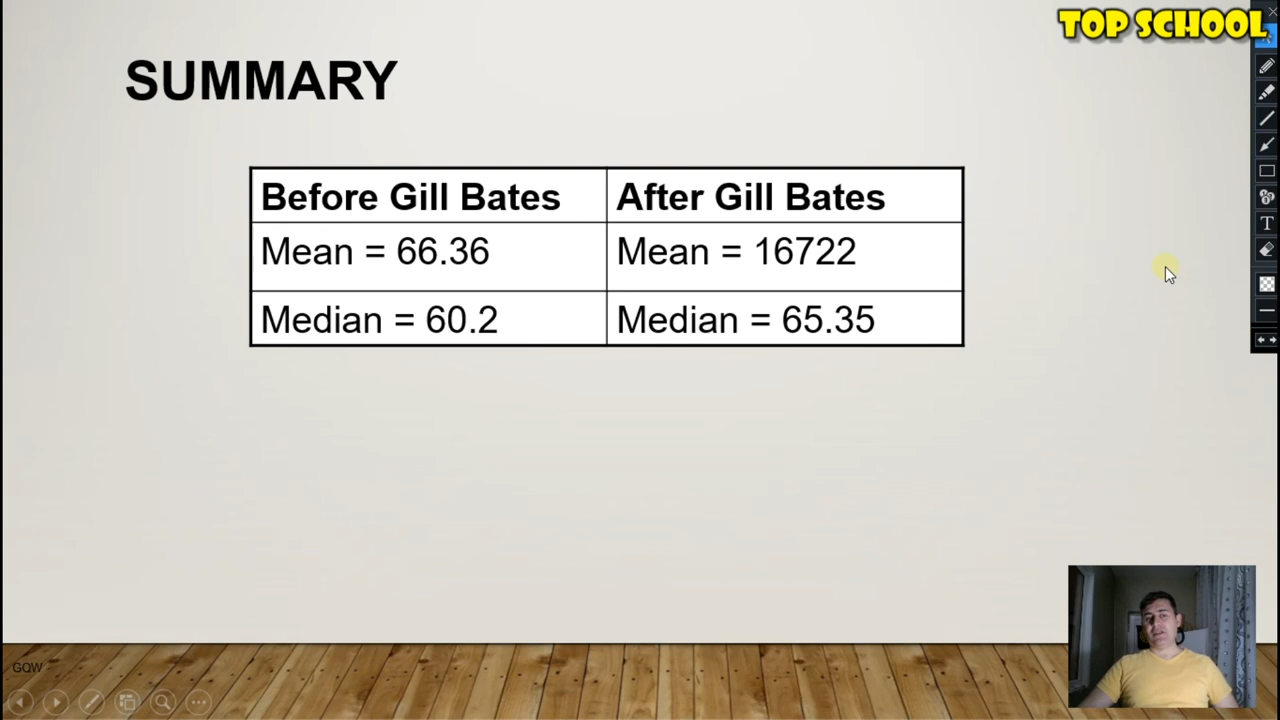 TOP SCHOOL
SUMMARY
Before Gill Bates After Gill Bates
Mean = 66.36 Mean = 16722
Median = 60.2 Median = 65.35
GQW
T